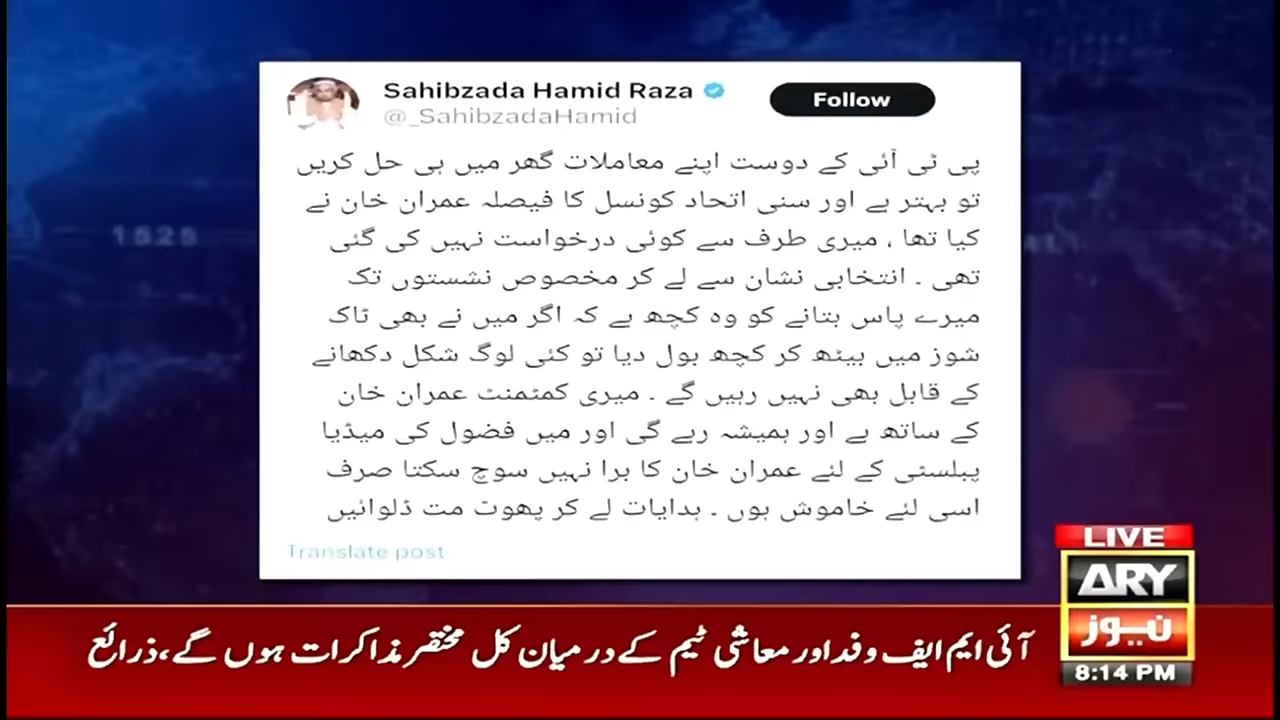 Sahibzada Hamid Raza
Follow
@_SahibzadaHamid
پی ٹی آئی کے دوست اپنے معاملات گھر میں ہی حل کریں
تو بہتر ہے اور سنی اتحاد کونسل کا فیصلہ عمران خان نے
کیا تھا ، میری طرف سے کوئی درخواست نہیں کی گئی
تھی ۔ انتخابی نشان سے لے کر مخصوص نشستوں تک
میرے پاس بتانے کو وہ کچھ ہے کہ اگر میں نے بھی ٹاک
شوز میں بیٹھ کر کچھ بول دیا تو کئی لوگ شکل دکھانے
کے قابل بھی نہیں رہیں گے ۔ میری کمٹمنٹ عمران خان
کے ساتھ ہے اور ہمیشہ رہے گی اور میں فضول کی میڈیا
پبلسٹی کے لئے عمران خان کا برا نہیں سوچ سکتا صرف
اسی لئے خاموش ہوں ۔ ہدایات لے کر پھوٹ مت ڈلوائیں
Translate post
1525
LIVE
ARY
نیوز
8:14 PM
آئی ایم ایف وفد اور معاشی ٹیم کے درمیان کل مختصر مذاکرات ہوں گے، ذرائع